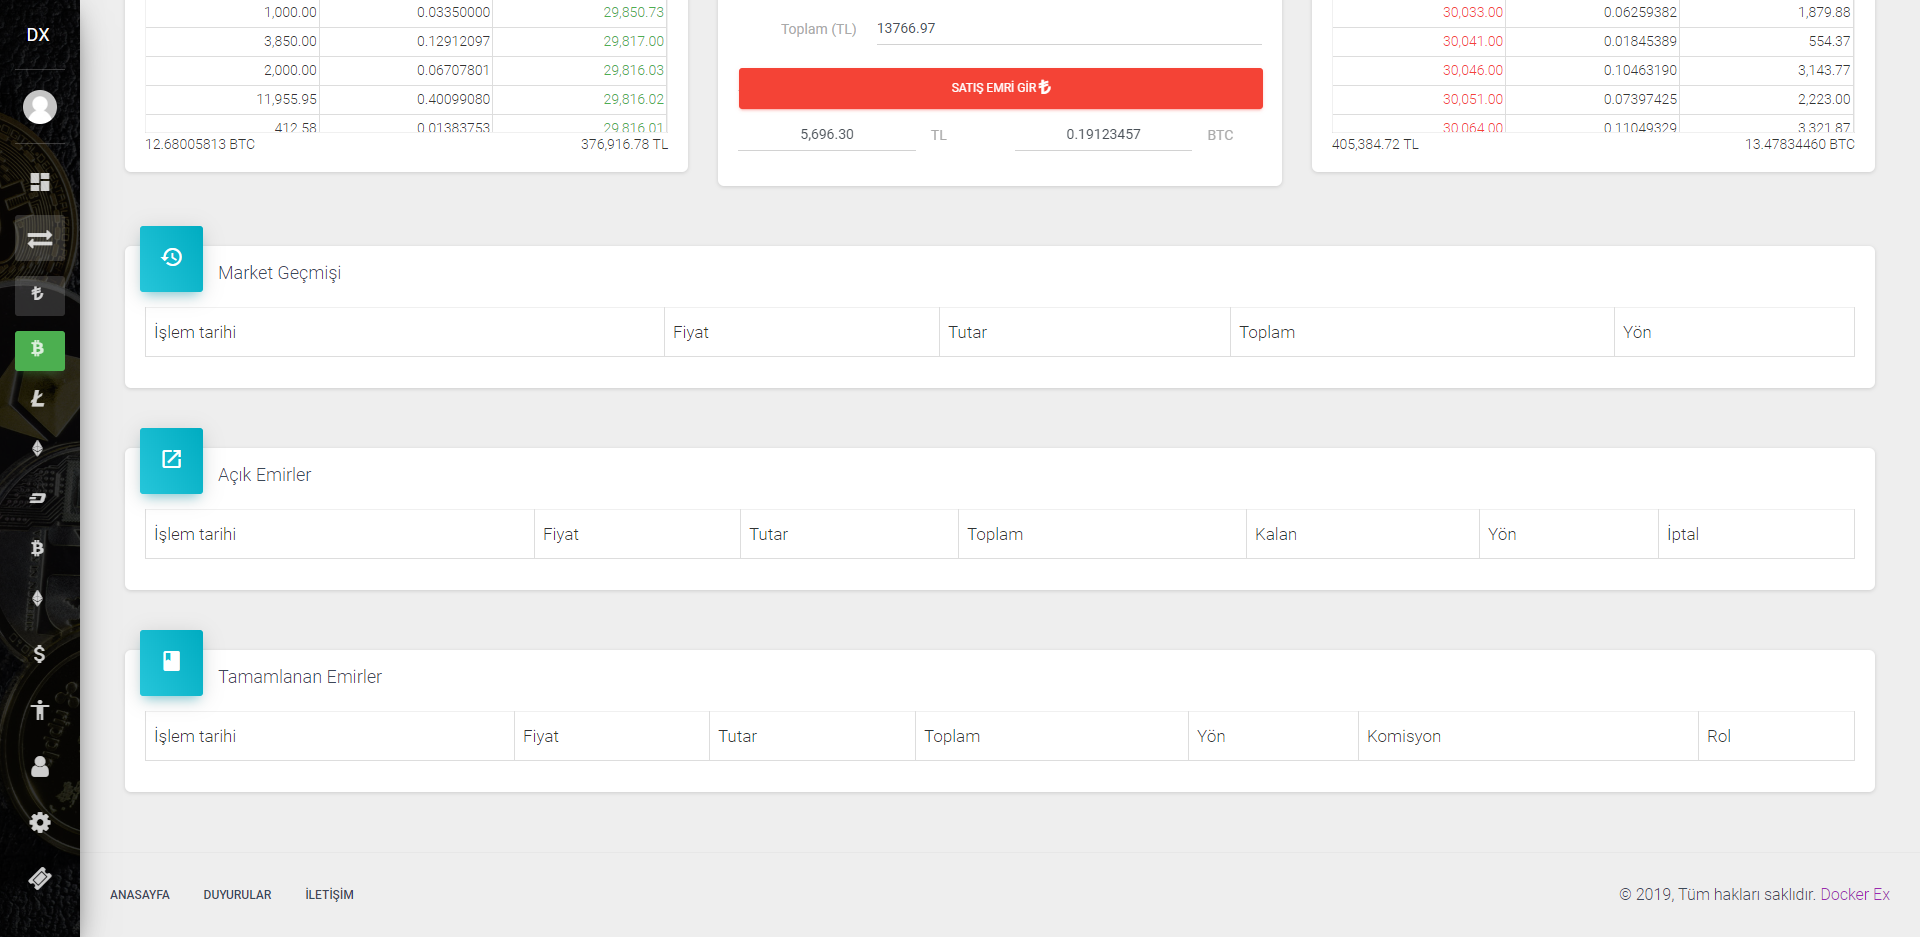 DX
1,000.00 0.03350000 29,850.73
3,850.00 0.12912097 29,817.00
2,000.00 0.06707801 29,816.03
11,955.95 0.40099080 29,816.02
412.58 0.01383753 29,816.01
12.68005813 BTC 376,916.78 TL
Toplam (TL) 13766.97
SATIŞ EMRİ GİR ₺
5,696.30 TL 0.19123457 BTC
30,033.00 0.06259382 1,879.88
30,041.00 0.01845389 554.37
30,046.00 0.10463190 3,143.77
30,051.00 0.07397425 2,223.00
30,064.00 0.11049329 3,321.87
405,384.72 TL 13.47834460 BTC
Market Geçmişi
İşlem tarihi Fiyat Tutar Toplam Yön
Açık Emirler
İşlem tarihi Fiyat Tutar Toplam Kalan Yön İptal
Tamamlanan Emirler
İşlem tarihi Fiyat Tutar Toplam Yön Komisyon Rol
ANASAYFA DUYURULAR İLETİŞİM
© 2019, Tüm hakları saklıdır. Docker Ex